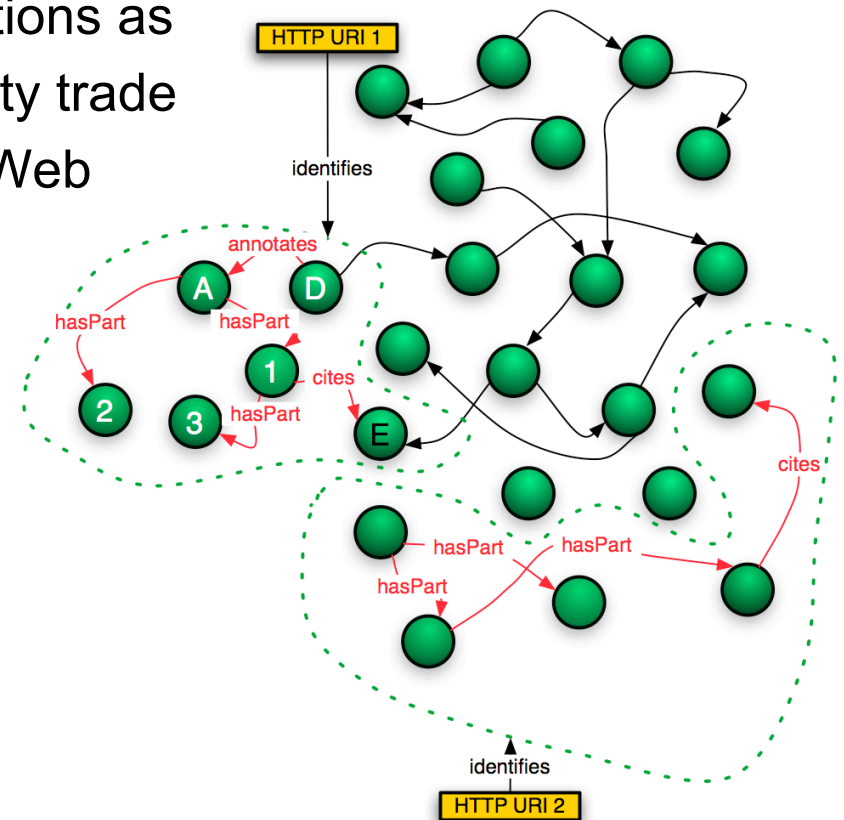 tions as
ty trade
Web
HTTP URI 1
identifies
annotates
A
D
hasPart
hasPart
1
cites
2
3
hasPart
E
cites
hasPart
hasPart
hasPart
identifies
HTTP URI 2